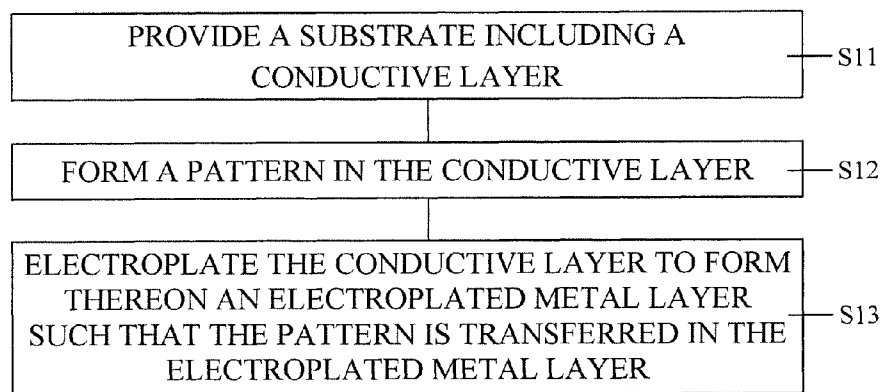 PROVIDE A SUBSTRATE INCLUDING A
CONDUCTIVE LAYER
S11
FORM A PATTERN IN THE CONDUCTIVE LAYER
S12
ELECTROPLATE THE CONDUCTIVE LAYER TO FORM
THEREON AN ELECTROPLATED METAL LAYER
SUCH THAT THE PATTERN IS TRANSFERRED IN THE
ELECTROPLATED METAL LAYER
S13